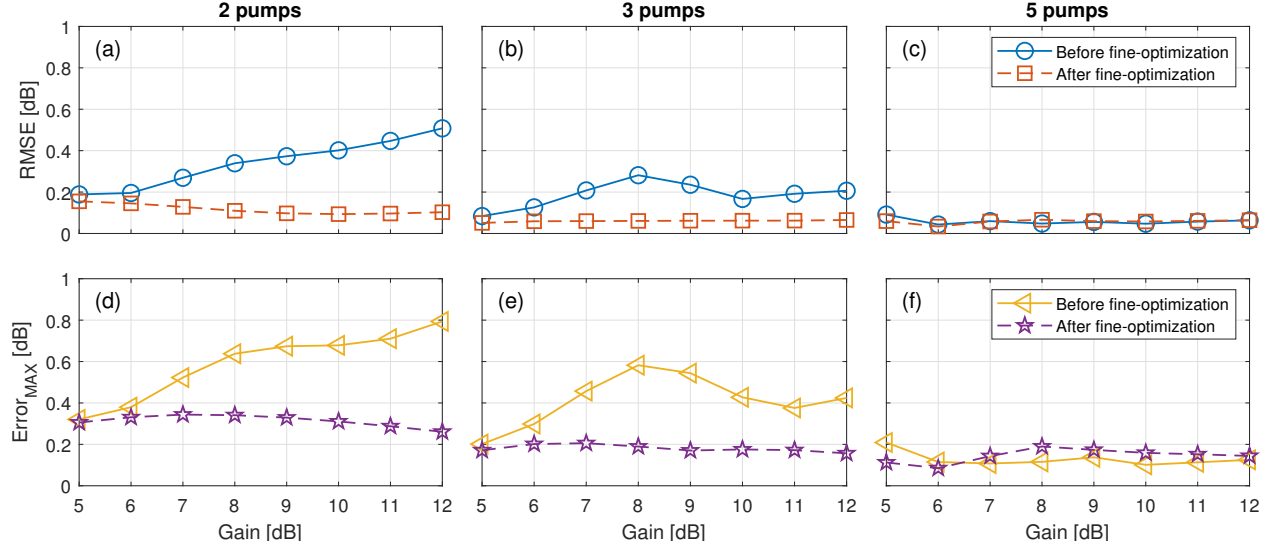 2 pumps
3 pumps
5 pumps
1
0.8
0.6
0.4
0.2
0
RMSE [dB]
(a)
(b)
(c)
Before fine-optimization
After fine-optimization
1
0.8
0.6
0.4
0.2
0
Error_MAX [dB]
(d)
(e)
(f)
Before fine-optimization
After fine-optimization
5 6 7 8 9 10 11 12
5 6 7 8 9 10 11 12
5 6 7 8 9 10 11 12
Gain [dB]
Gain [dB]
Gain [dB]